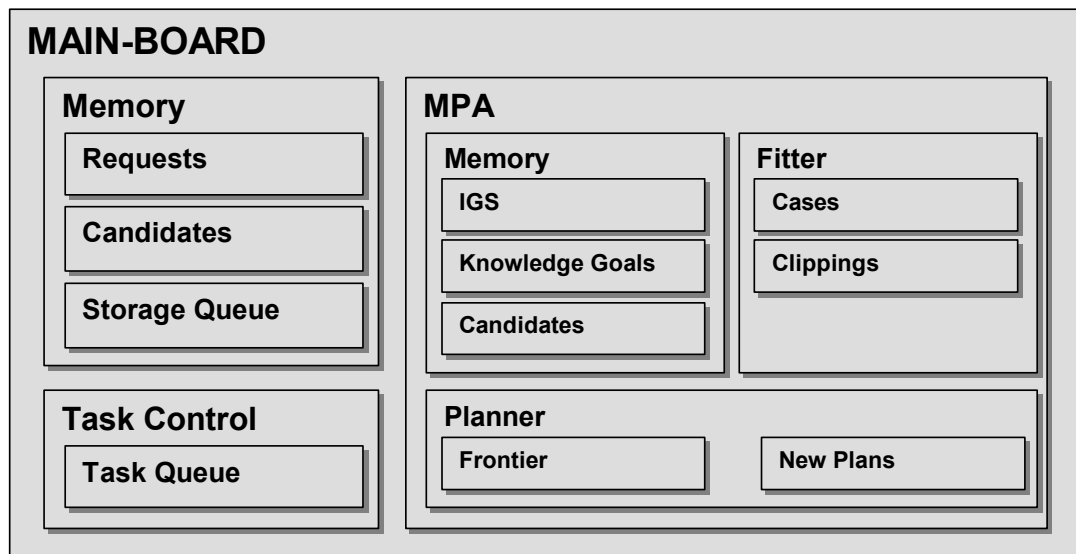 MAIN-BOARD
Memory
Requests
Candidates
Storage Queue
Task Control
Task Queue
MPA
Memory
IGS
Knowledge Goals
Candidates
Fitter
Cases
Clippings
Planner
Frontier
New Plans